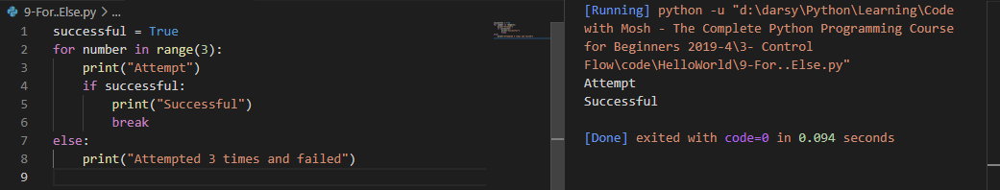 9-For..Else.py > ...
1 successful = True
2 for number in range(3):
3     print("Attempt")
4     if successful:
5         print("Successful")
6         break
7 else:
8     print("Attempted 3 times and failed")
9
[Running] python -u "d:\darsy\Python\Learning\Code
with Mosh - The Complete Python Programming Course
for Beginners 2019-4\3- Control
Flow\code\HelloWorld\9-For..Else.py"
Attempt
Successful
[Done] exited with code=0 in 0.094 seconds